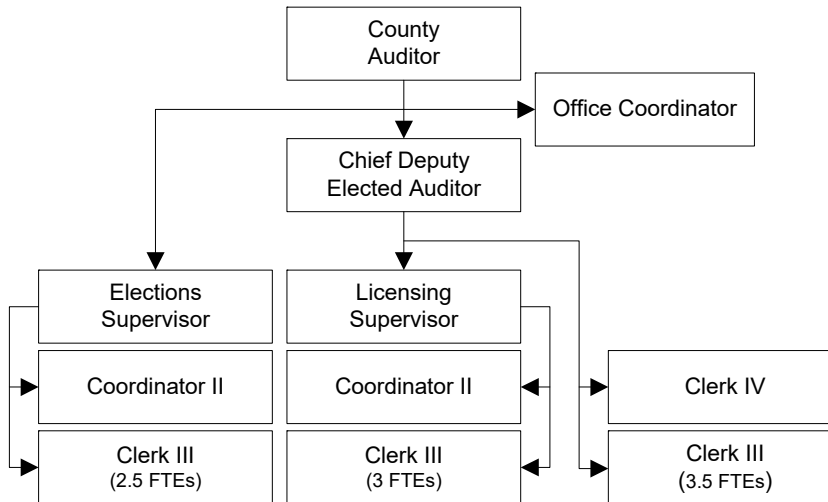 County
Auditor
Office Coordinator
Chief Deputy
Elected Auditor
Elections
Supervisor
Licensing
Supervisor
Coordinator II
Coordinator II
Clerk IV
Clerk III
(2.5 FTEs)
Clerk III
(3 FTEs)
Clerk III
(3.5 FTEs)